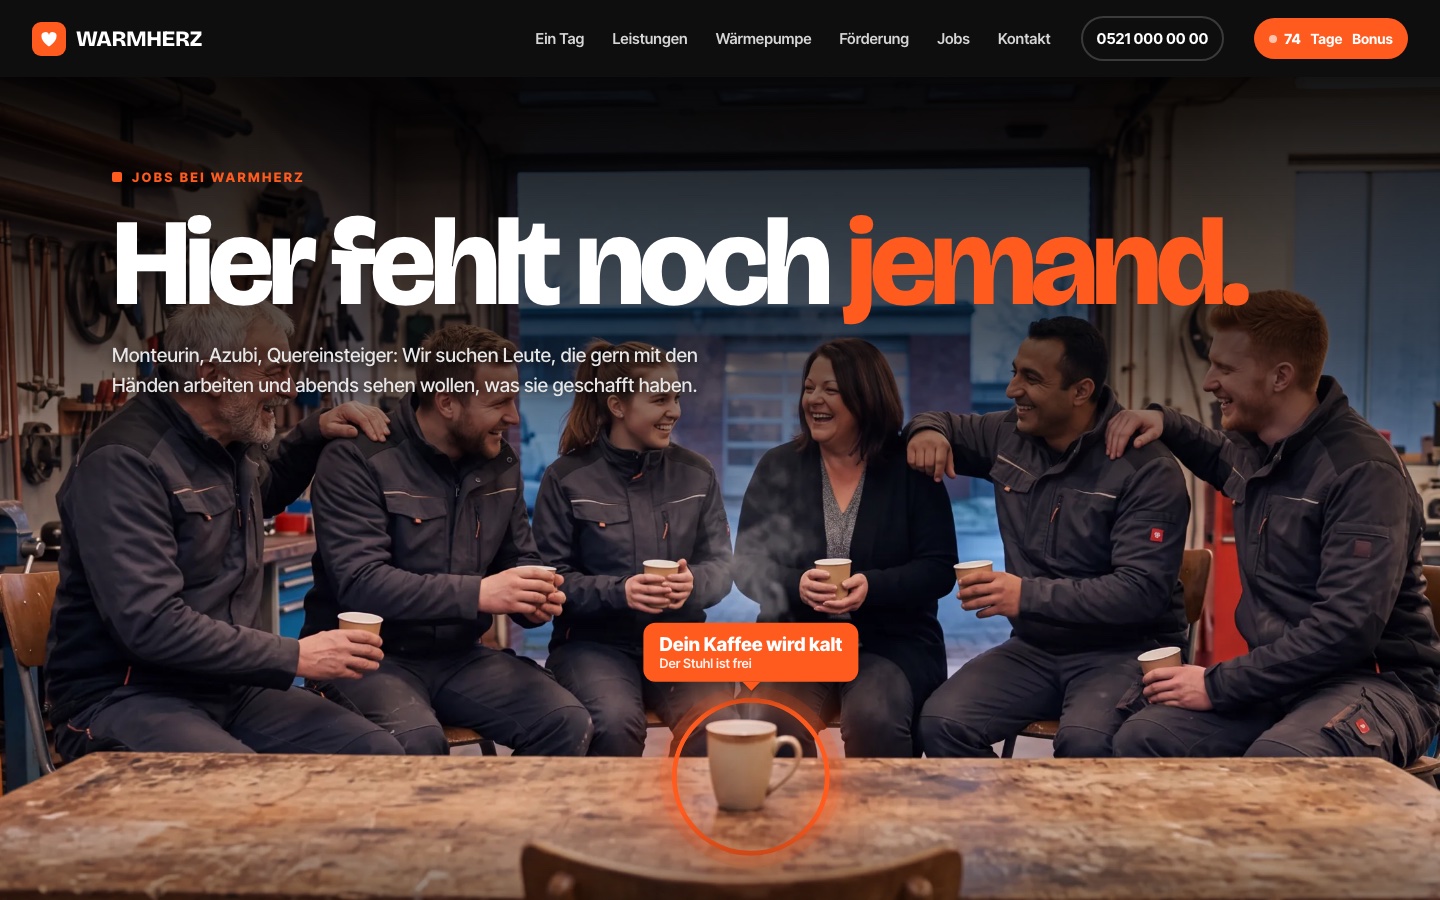 WARMHERZ
Ein Tag
Leistungen
Wärmepumpe
Förderung
Jobs
Kontakt
0521 000 00 00
74 Tage Bonus
JOBS BEI WARMHERZ
Hier fehlt noch jemand.
Monteurin, Azubi, Quereinsteiger: Wir suchen Leute, die gern mit den
Händen arbeiten und abends sehen wollen, was sie geschafft haben.
Dein Kaffee wird kalt
Der Stuhl ist frei